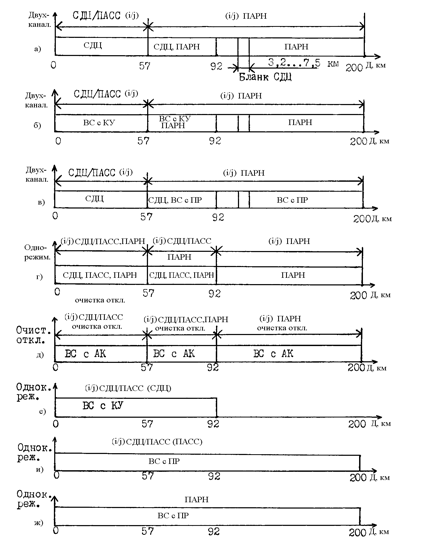 Двух-
канал.
СДЦ/ПАСС (i/j)
(i/j) ПАРН
а)
СДЦ
СДЦ, ПАРН
ПАРН
3,2...7,5 км
0
57
92
200 Д, км
Бланк СДЦ
Двух-
канал.
СДЦ/ПАСС (i/j)
(i/j) ПАРН
б)
ВС с КУ
ВС с КУ
ПАРН
ПАРН
0
57
92
200 Д, км
Двух-
канал.
СДЦ/ПАСС (i/j)
(i/j) ПАРН
в)
СДЦ
СДЦ, ВС с ПР
ВС с ПР
0
57
92
200 Д, км
Одно-
режим.
(i/j)СДЦ/ПАСС,ПАРН
(i/j)СДЦ/ПАСС
ПАРН
(i/j) ПАРН
г)
СДЦ, ПАСС, ПАРН
СДЦ, ПАСС, ПАРН
ПАРН
0
57
92
200 Д, км
очистка откл.
Очист.
откл.
(i/j)СДЦ/ПАСС
очистка откл.
(i/j)СДЦ/ПАСС,ПАРН
очистка откл.
(i/j) ПАРН
очистка откл.
д)
ВС с АК
ВС с АК
ВС с АК
0
57
92
200 Д, км
Однок.
реж.
(i/j)СДЦ/ПАСС (СДЦ)
е)
ВС с КУ
0
57
92
200 Д, км
Однок.
реж.
(i/j)СДЦ/ПАСС (ПАСС)
и)
ВС с ПР
0
57
92
200 Д, км
Однок.
реж.
ПАРН
ж)
ВС с ПР
0
57
92
200 Д, км